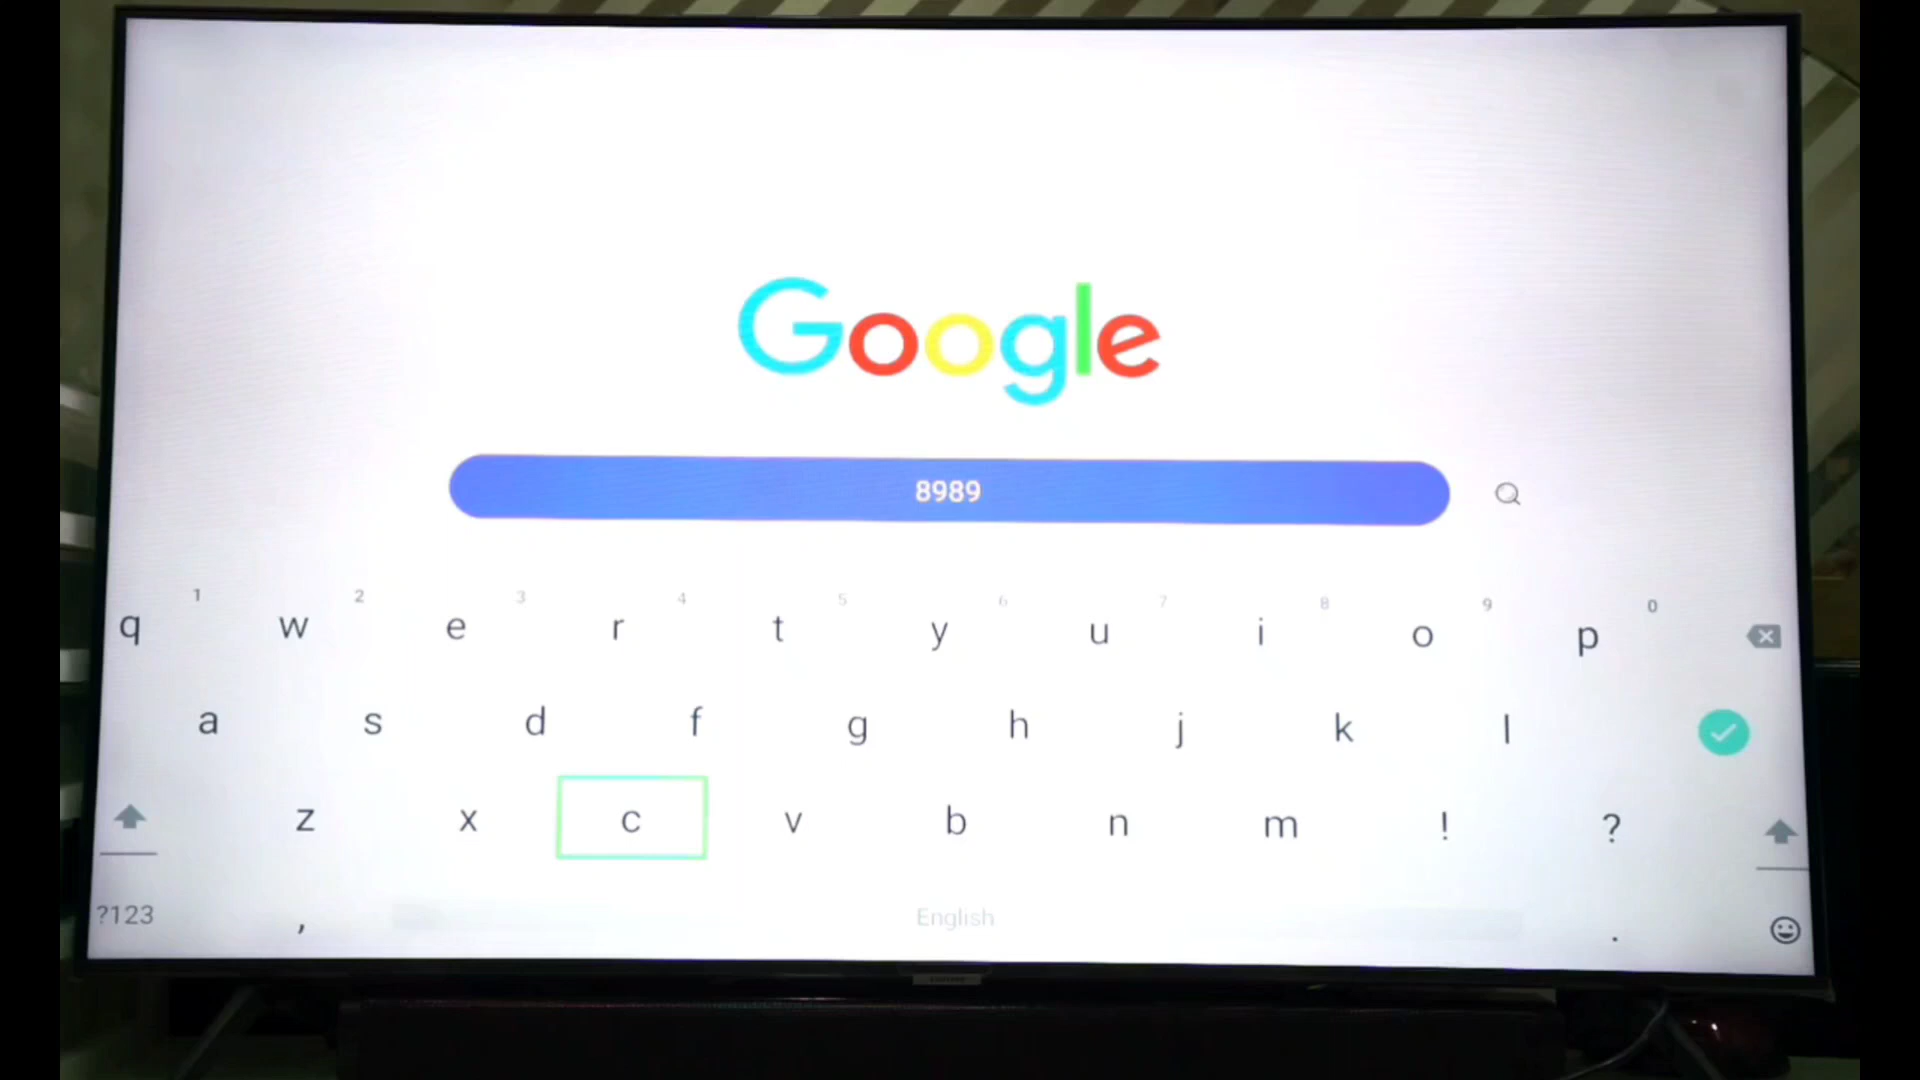 Google
8989
1 2 3 4 5 6 7 8 9 0
q w e r t y u i o p
a s d f g h j k l
z x c v b n m ! ?
?123 , English .